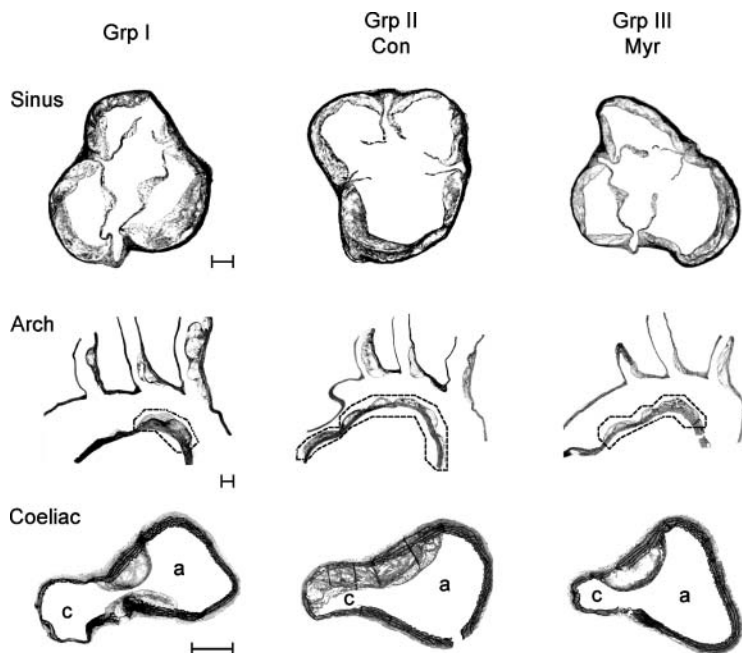 Grp I
Grp II
Con
Grp III
Myr
Sinus
Arch
Coeliac
c
a
c
a
c
a